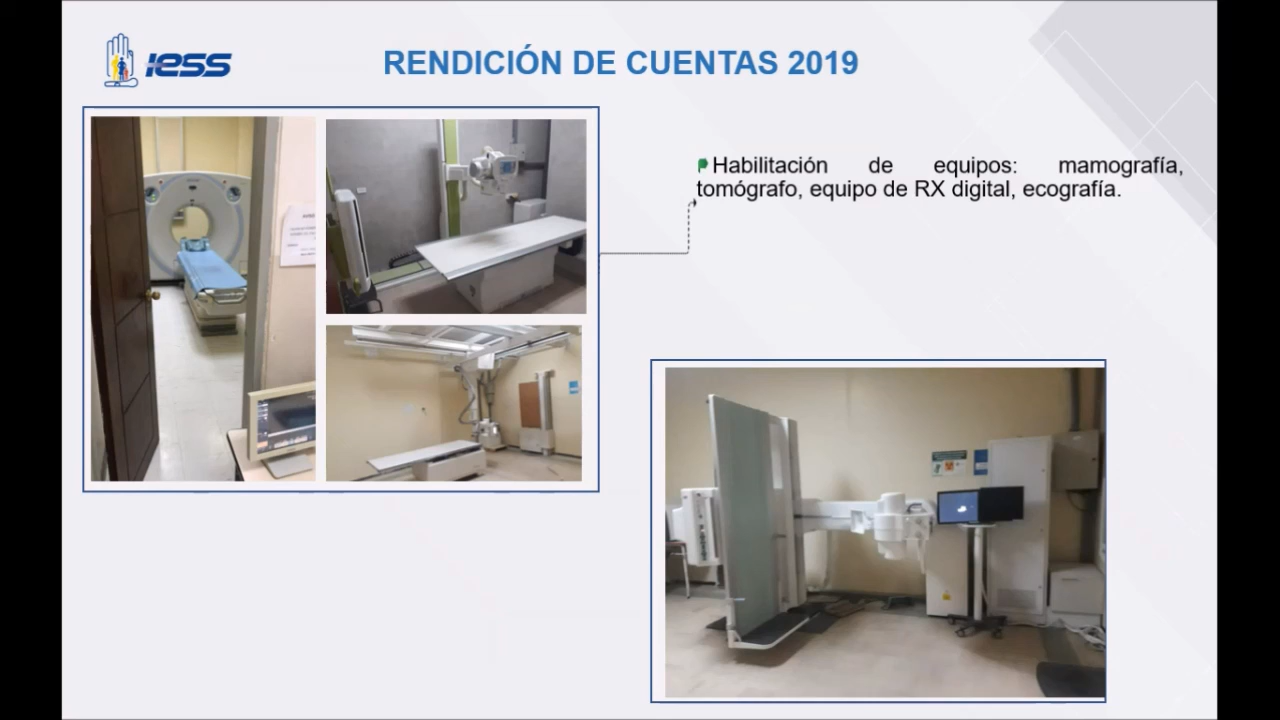 IESS
RENDICIÓN DE CUENTAS 2019
Habilitación de equipos: mamografía,
tomógrafo, equipo de RX digital, ecografía.